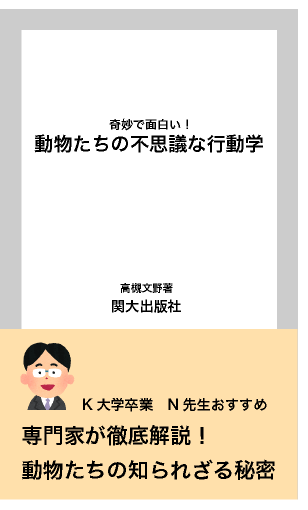 奇妙で面白い！
動物たちの不思議な行動学
高槻文野著
関大出版社
K大学卒業　N先生おすすめ
専門家が徹底解説！
動物たちの知られざる秘密